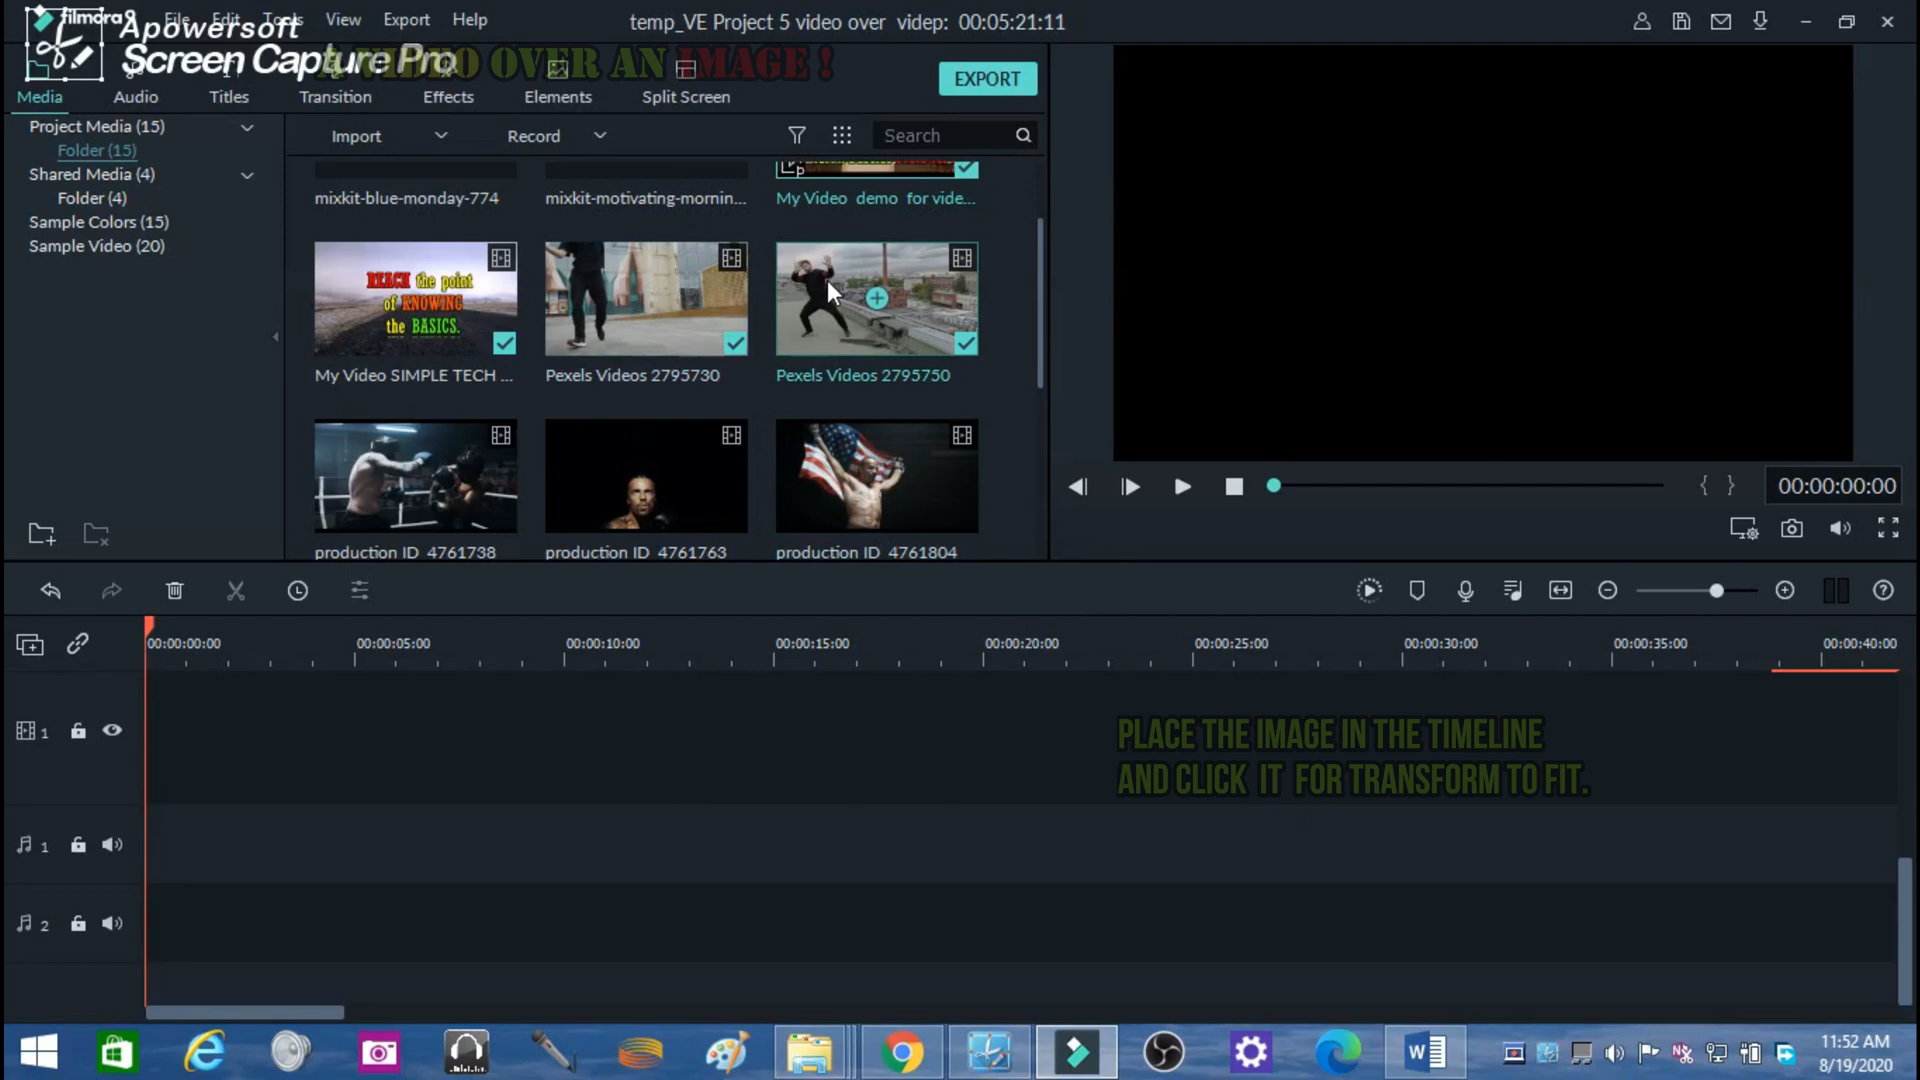 filmora9 File Edit Tools View Export Help
temp_VE Project 5 video over videp: 00:05:21:11
Apowersoft
Screen Capture Pro
A VIDEO OVER AN IMAGE !
EXPORT
Media Audio Titles Transition Effects Elements Split Screen
Project Media (15)
Folder (15)
Shared Media (4)
Folder (4)
Sample Colors (15)
Sample Video (20)
Import Record Search
mixkit-blue-monday-774 mixkit-motivating-mornin... My Video demo for vide...
REACH the point
of KNOWING
the BASICS.
My Video SIMPLE TECH ... Pexels Videos 2795730 Pexels Videos 2795750
production ID_4761738 production ID_4761763 production ID_4761804
{ } 00:00:00:00
00:00:00:00 00:00:05:00 00:00:10:00 00:00:15:00 00:00:20:00 00:00:25:00 00:00:30:00 00:00:35:00 00:00:40:00
1
PLACE THE IMAGE IN THE TIMELINE
AND CLICK IT FOR TRANSFORM TO FIT.
1
2
11:52 AM
8/19/2020